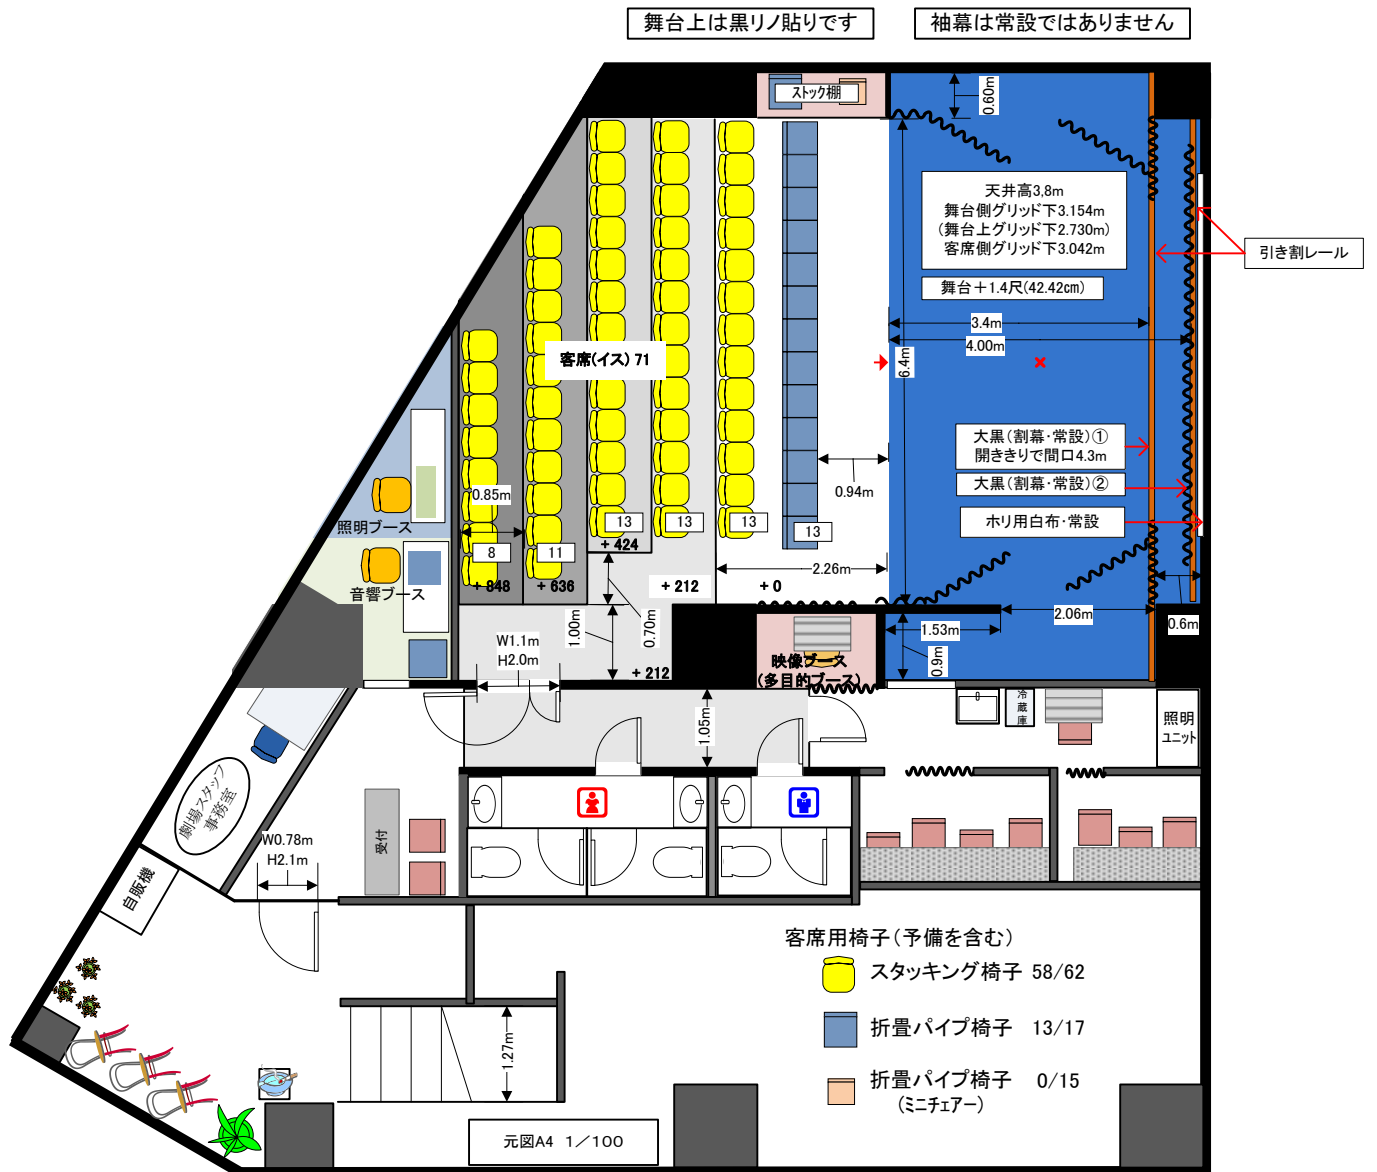 舞台上は黒リノ貼りです
袖幕は常設ではありません
ストック棚
0.60m
天井高3,8m
舞台側グリッド下3.154m
(舞台上グリッド下2.730m)
客席側グリッド下3.042m
引き割レール
舞台＋1.4尺(42.42cm)
3.4m
4.00m
6.4m
客席(イス) 71
大黒(割幕・常設)①
開ききりで間口4.3m
大黒(割幕・常設)②
ホリ用白布・常設
0.94m
0.85m
照明ブース
音響ブース
8
11
13
13
13
13
+ 848
+ 636
+ 424
+ 212
+ 0
2.26m
1.00m
0.70m
+ 212
W1.1m
H2.0m
映像ブース
(多目的ブース)
1.53m
2.06m
0.6m
0.9m
1.05m
冷蔵庫
照明
ユニット
劇場スタッフ
事務室
受付
W0.78m
H2.1m
自販機
客席用椅子(予備を含む)
スタッキング椅子 58/62
折畳パイプ椅子 13/17
折畳パイプ椅子 0/15
(ミニチェアー)
1.27m
元図A4 1／100